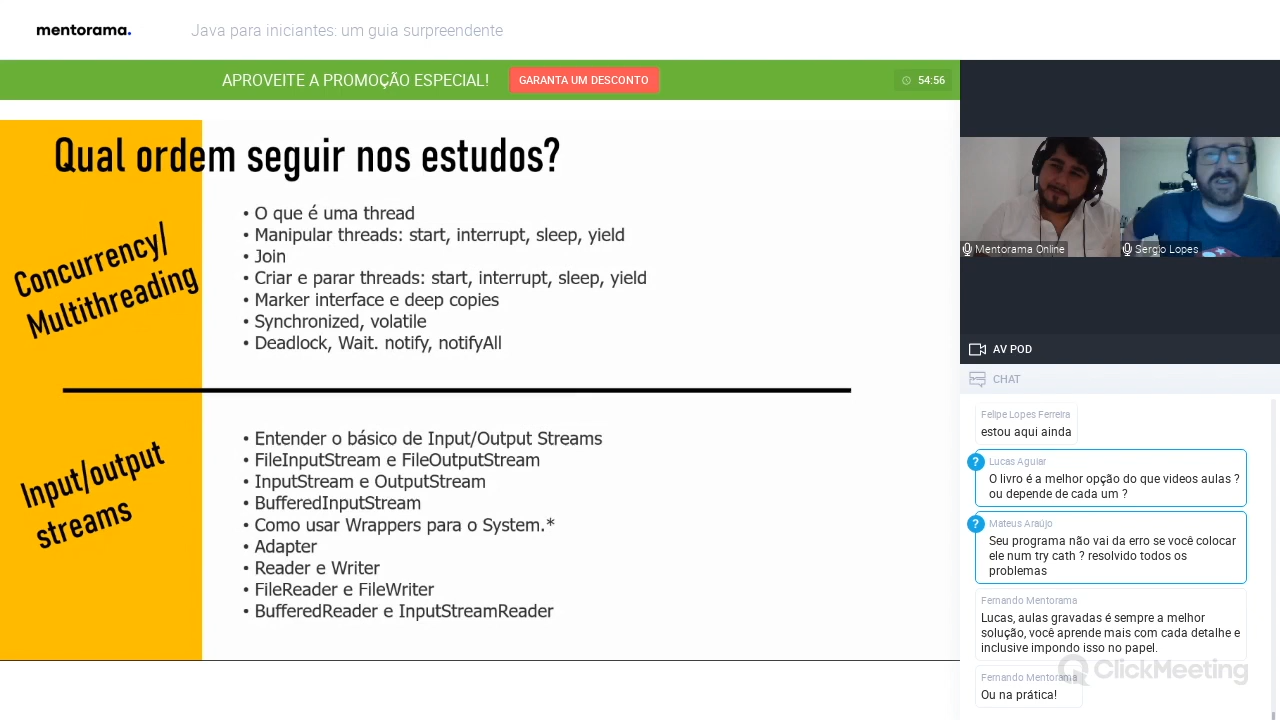 mentorama.
Java para iniciantes: um guia surpreendente
APROVEITE A PROMOÇÃO ESPECIAL!
GARANTA UM DESCONTO
54:56
Qual ordem seguir nos estudos?
Concurrency/
Multithreading
• O que é uma thread
• Manipular threads: start, interrupt, sleep, yield
• Join
• Criar e parar threads: start, interrupt, sleep, yield
• Marker interface e deep copies
• Synchronized, volatile
• Deadlock, Wait. notify, notifyAll
Input/output
streams
• Entender o básico de Input/Output Streams
• FileInputStream e FileOutputStream
• InputStream e OutputStream
• BufferedInputStream
• Como usar Wrappers para o System.*
• Adapter
• Reader e Writer
• FileReader e FileWriter
• BufferedReader e InputStreamReader
Mentorama Online
Sergio Lopes
AV POD
CHAT
Felipe Lopes Ferreira
estou aqui ainda
?
Lucas Aguiar
O livro é a melhor opção do que videos aulas ?
ou depende de cada um ?
?
Mateus Araújo
Seu programa não vai da erro se você colocar
ele num try cath ? resolvido todos os
problemas
Fernando Mentorama
Lucas, aulas gravadas é sempre a melhor
solução, você aprende mais com cada detalhe e
inclusive impondo isso no papel.
Fernando Mentorama
Ou na prática!
ClickMeeting